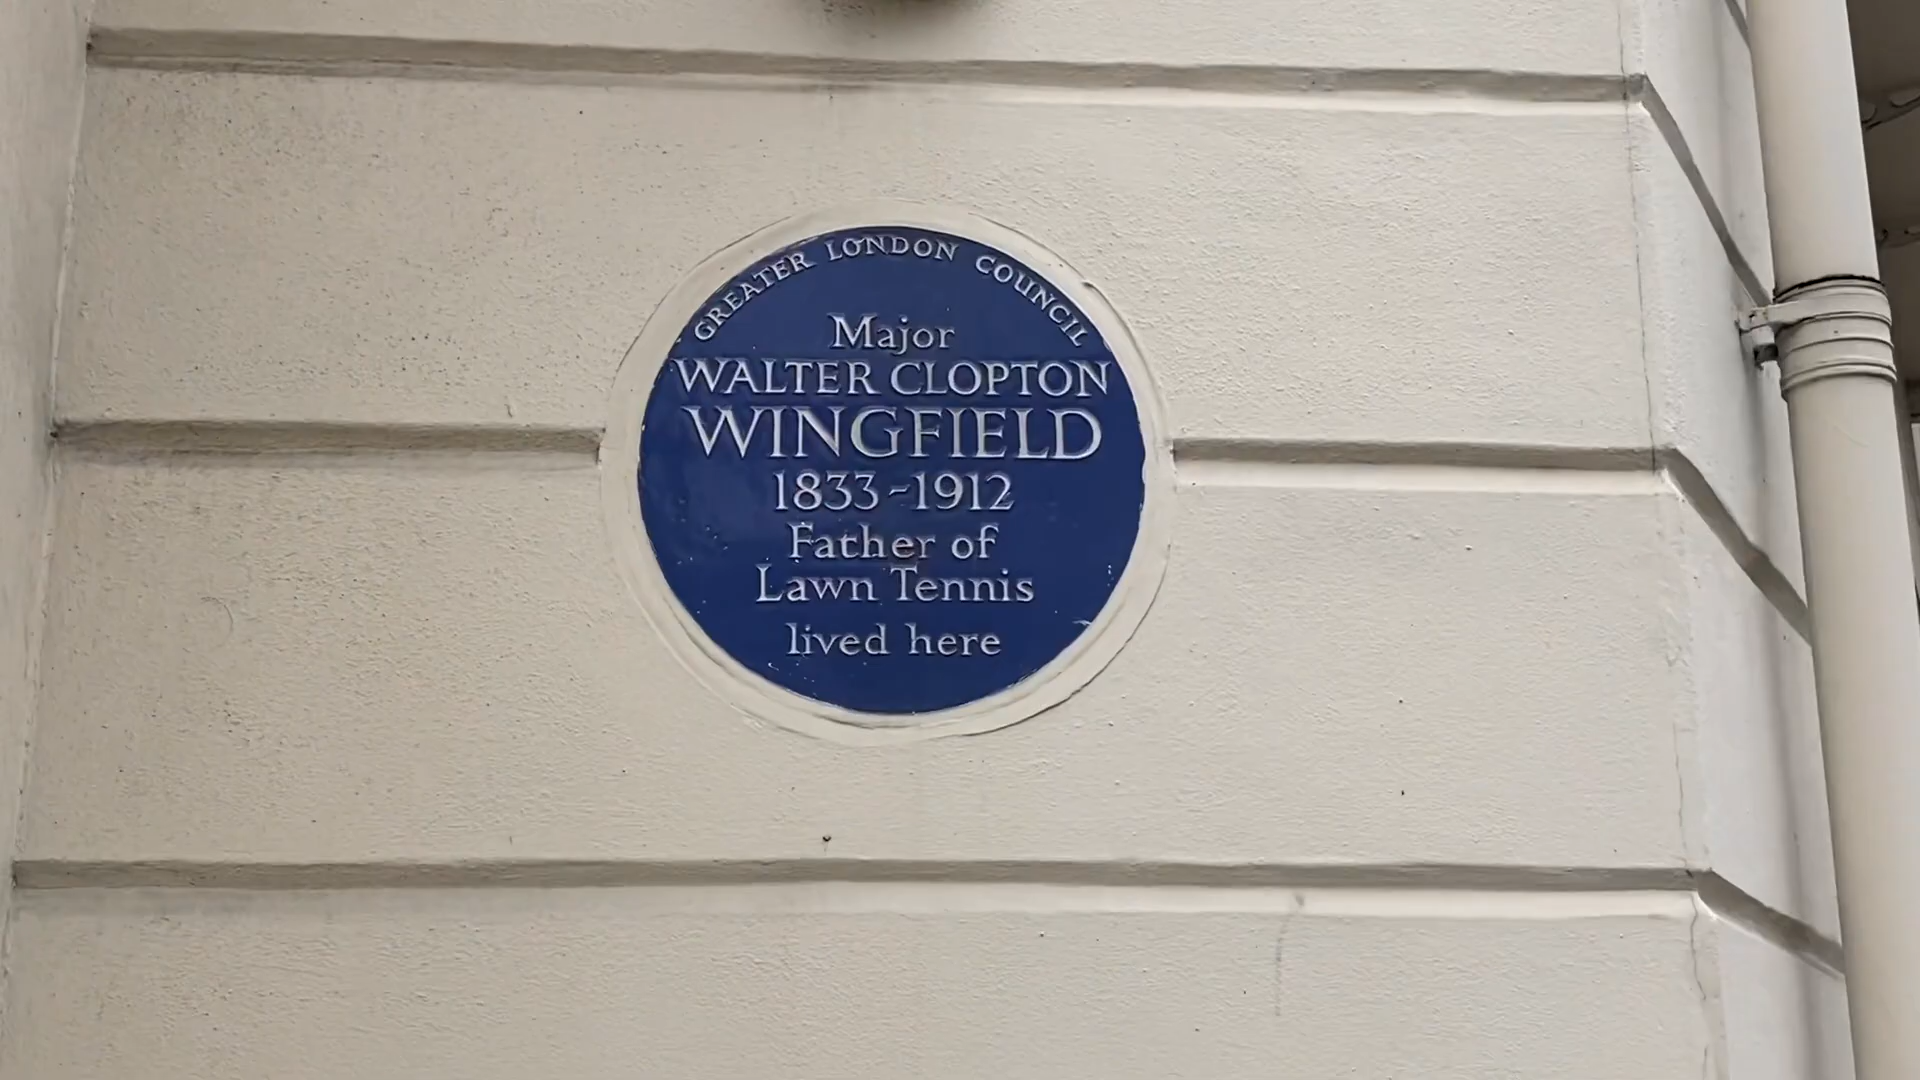 GREATER LONDON COUNCIL
Major
WALTER CLOPTON
WINGFIELD
1833-1912
Father of
Lawn Tennis
lived here